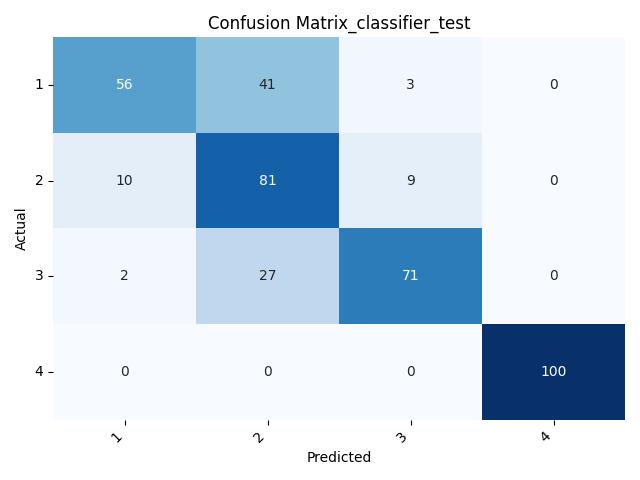 Confusion Matrix_classifier_test
1 56 41 3 0
2 10 81 9 0
Actual
3 2 27 71 0
4 0 0 0 100
1 2 3 4
Predicted